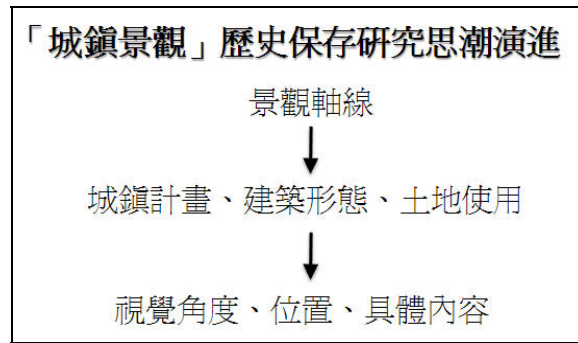 「城鎮景觀」歷史保存研究思潮演進
景觀軸線
城鎮計畫、建築形態、土地使用
視覺角度、位置、具體內容